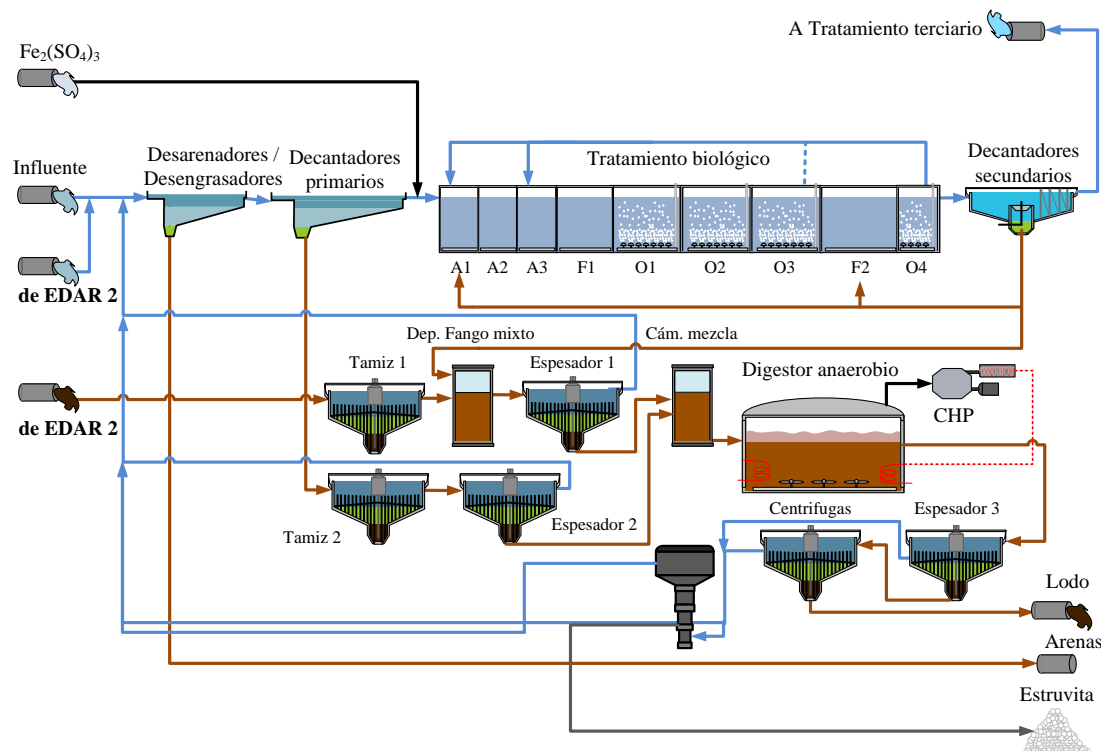 A Tratamiento terciario
Fe2(SO4)3
Influente
Desarenadores /
Desengrasadores
Decantadores
primarios
Tratamiento biológico
Decantadores
secundarios
A1
A2
A3
F1
O1
O2
O3
F2
O4
de EDAR 2
Dep. Fango mixto
Cám. mezcla
Tamiz 1
Espesador 1
Digestor anaerobio
CHP
de EDAR 2
Tamiz 2
Espesador 2
Centrifugas
Espesador 3
Lodo
Arenas
Estruvita